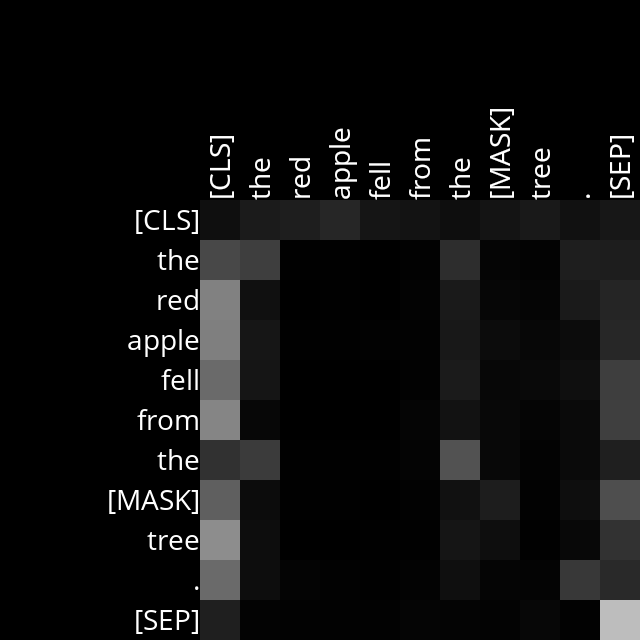 [CLS] the red apple fell from the [MASK] tree . [SEP]
[CLS]
the
red
apple
fell
from
the
[MASK]
tree
.
[SEP]